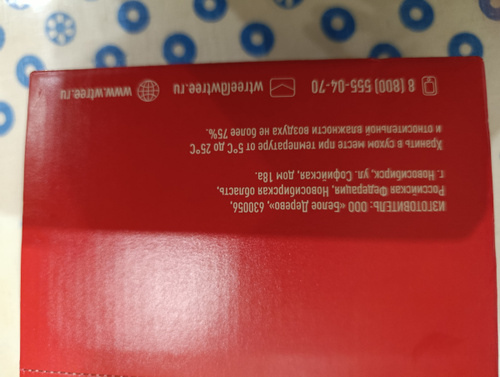 ИЗГОТОВИТЕЛЬ: ООО «Белое Дерево», 630056,
Российская Федерация, Новосибирская область,
г. Новосибирск, ул. Софийская, дом 18а.
Хранить в сухом месте при температуре от 5°С до 25°С
и относительной влажности воздуха не более 75%.
8 (800) 555-04-70 wtree@wtree.ru www.wtree.ru